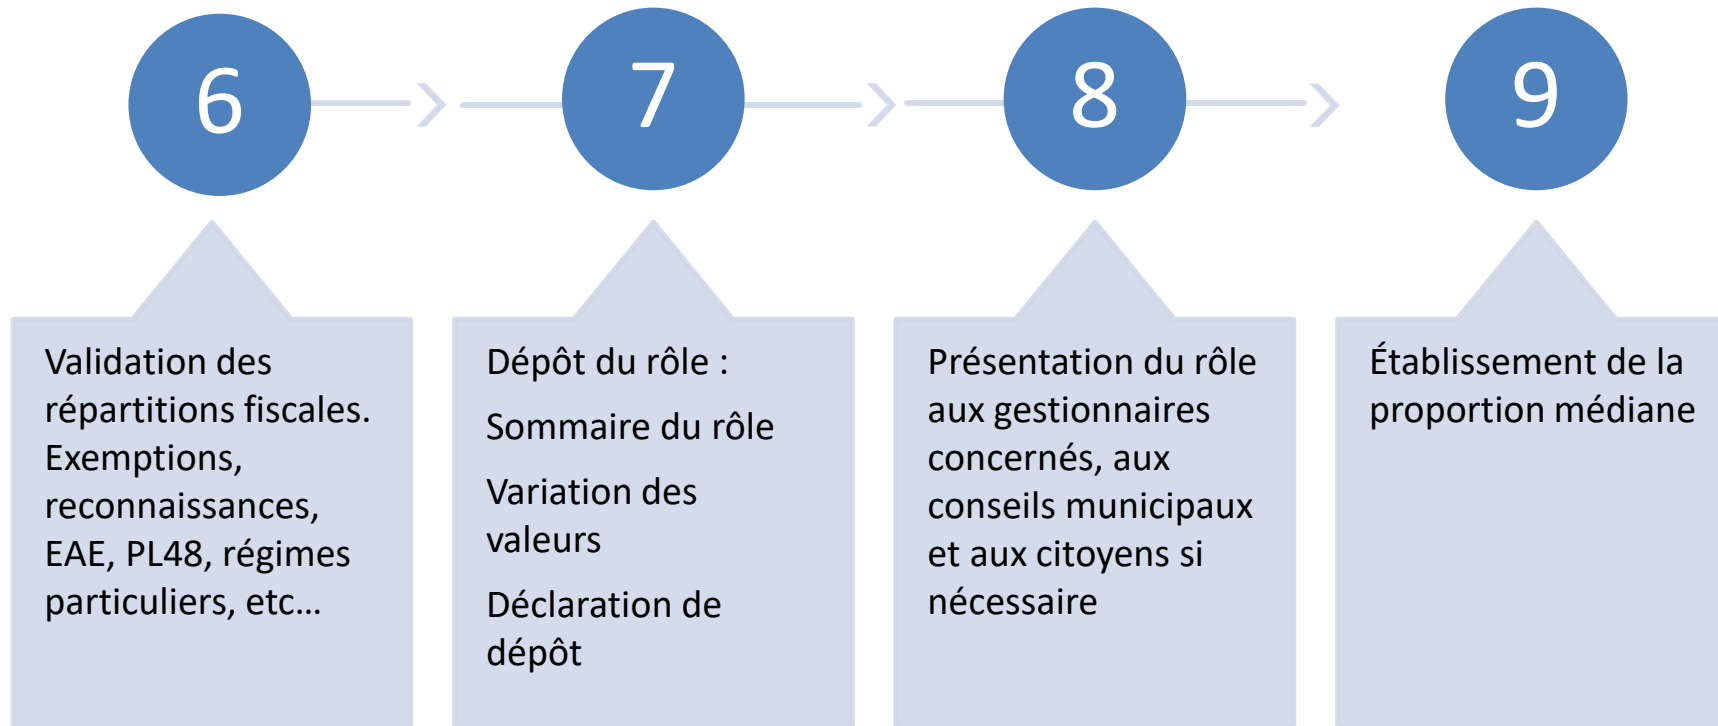 6
7
8
9
Validation des
répartitions fiscales.
Exemptions,
reconnaissances,
EAE, PL48, régimes
particuliers, etc...
Dépôt du rôle :
Sommaire du rôle
Variation des
valeurs
Déclaration de
dépôt
Présentation du rôle
aux gestionnaires
concernés, aux
conseils municipaux
et aux citoyens si
nécessaire
Établissement de la
proportion médiane